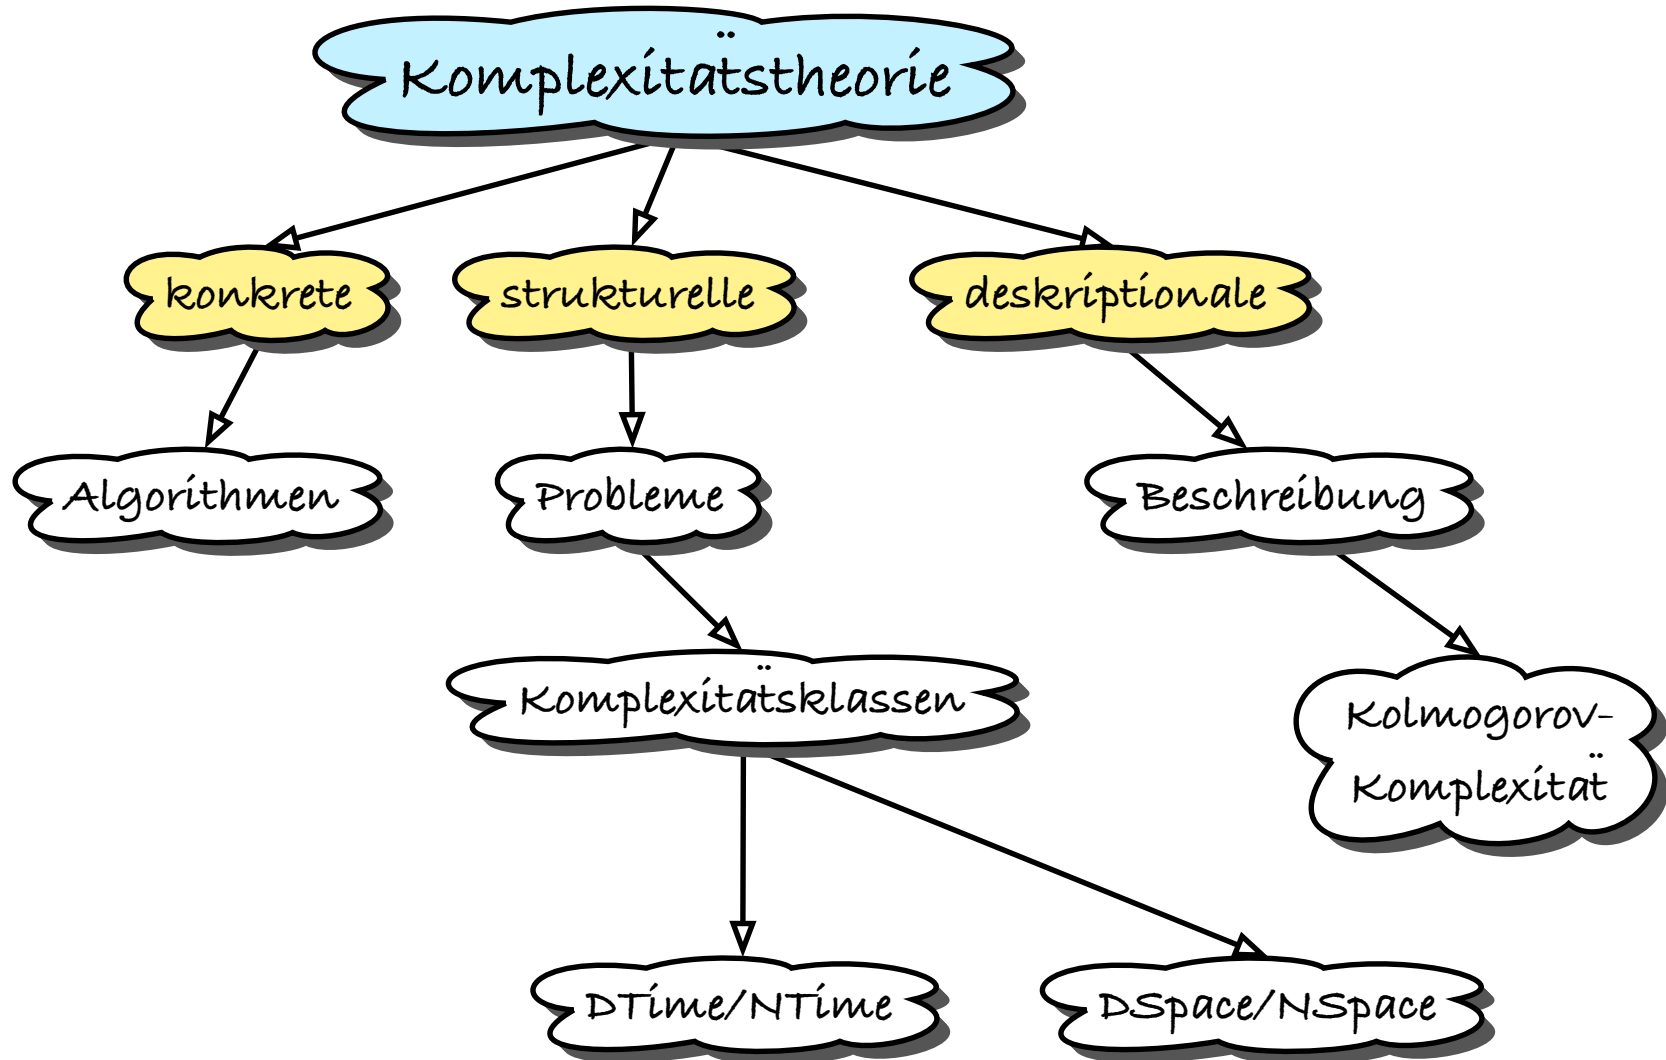 Komplexitätstheorie
konkrete
strukturelle
deskriptionale
Algorithmen
Probleme
Beschreibung
Komplexitätsklassen
Kolmogorov-
Komplexität
DTime/NTime
DSpace/NSpace